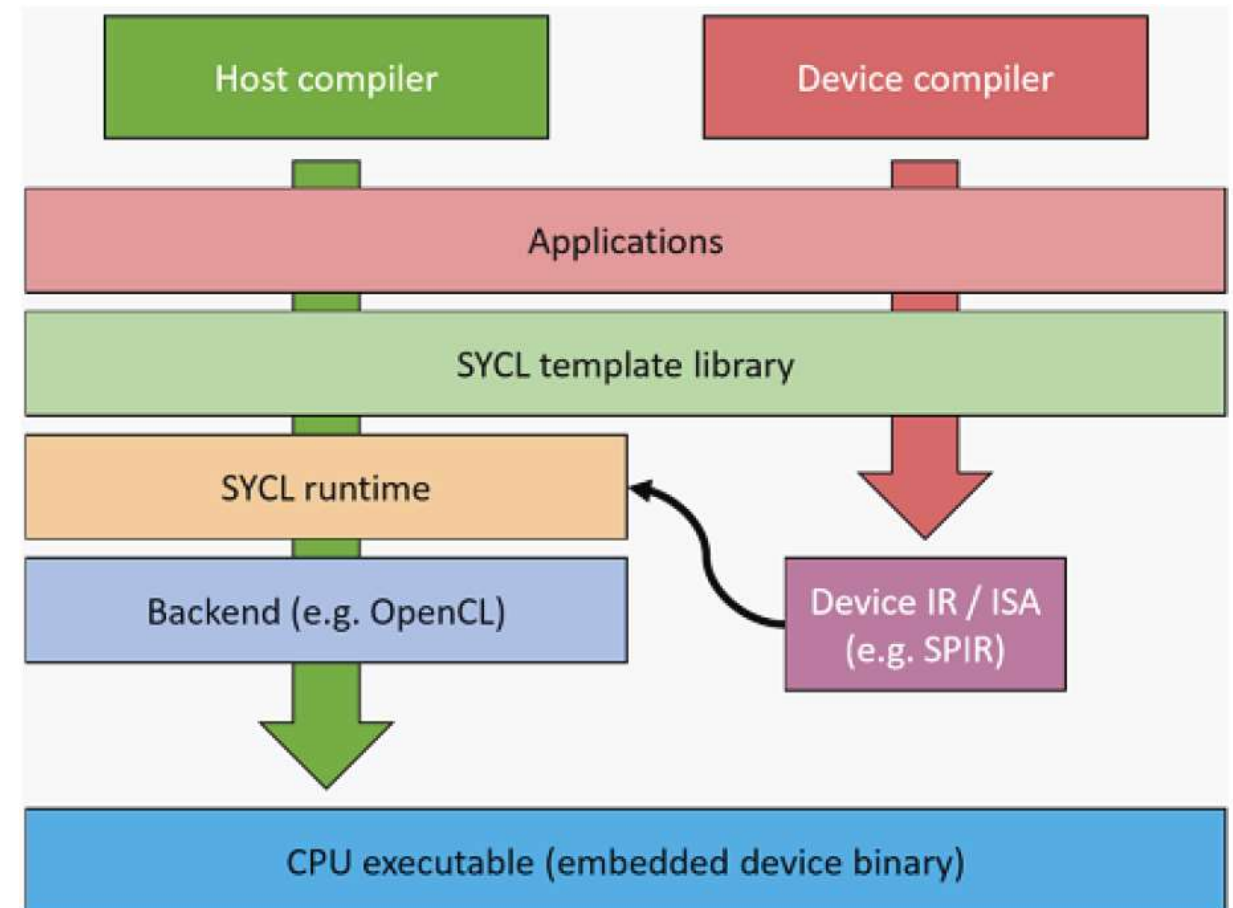 Host compiler
Device compiler
Applications
SYCL template library
SYCL runtime
Backend (e.g. OpenCL)
Device IR / ISA
(e.g. SPIR)
CPU executable (embedded device binary)